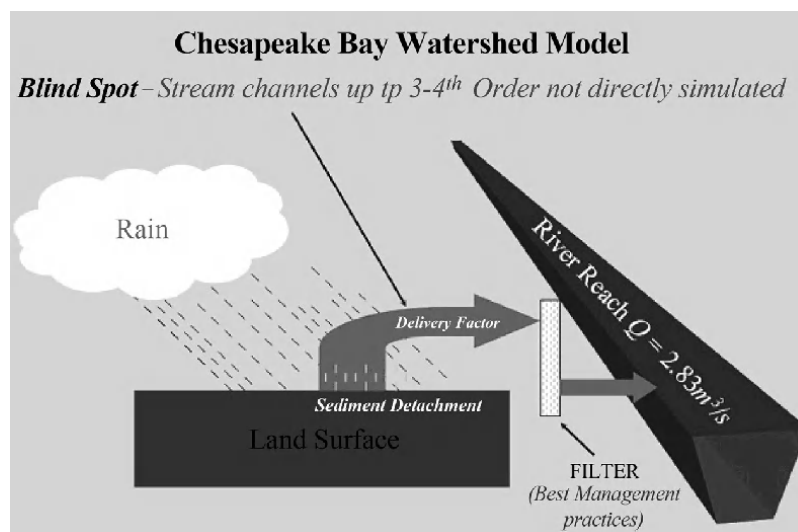 Chesapeake Bay Watershed Model
Blind Spot – Stream channels up tp 3-4th Order not directly simulated
Rain
River Reach Q = 2.83m³/s
Delivery Factor
Sediment Detachment
Land Surface
FILTER
(Best Management
practices)